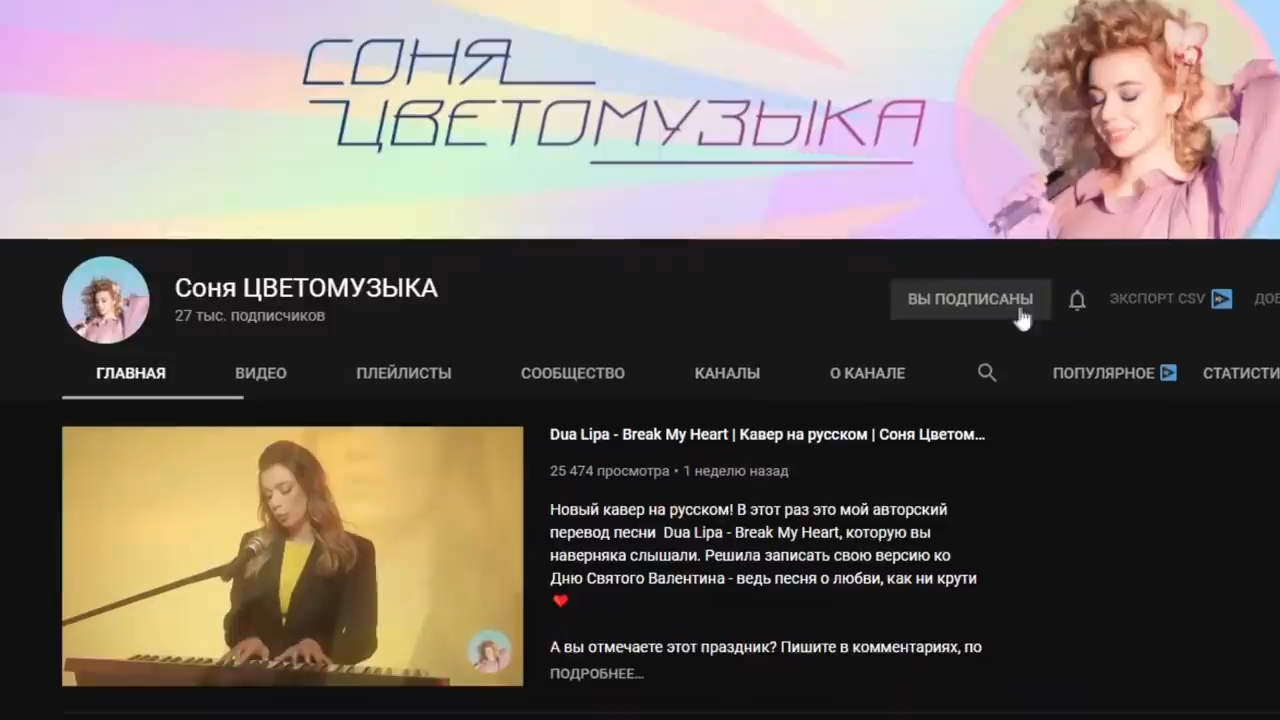 СОНЯ
ЦВЕТОМУЗЫКА
Соня ЦВЕТОМУЗЫКА
27 тыс. подписчиков
ВЫ ПОДПИСАНЫ
ЭКСПОРТ CSV
ДОБ
ГЛАВНАЯ
ВИДЕО
ПЛЕЙЛИСТЫ
СООБЩЕСТВО
КАНАЛЫ
О КАНАЛЕ
ПОПУЛЯРНОЕ
СТАТИСТИ
Dua Lipa - Break My Heart | Кавер на русском | Соня Цветом...
25 474 просмотра • 1 неделю назад
Новый кавер на русском! В этот раз это мой авторский
перевод песни Dua Lipa - Break My Heart, которую вы
наверняка слышали. Решила записать свою версию ко
Дню Святого Валентина - ведь песня о любви, как ни крути
❤
А вы отмечаете этот праздник? Пишите в комментариях, по
ПОДРОБНЕЕ...